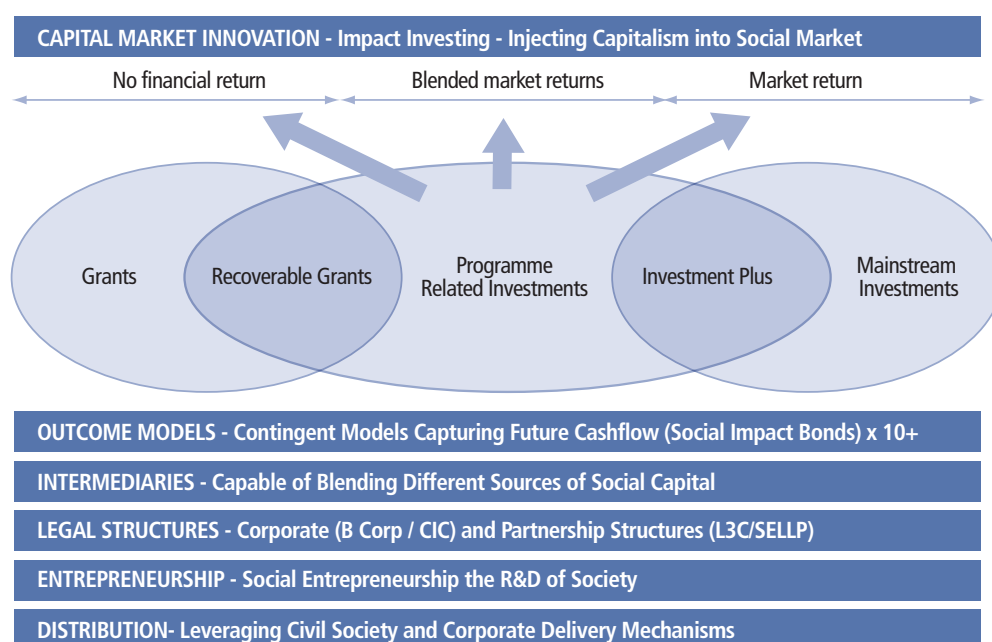 CAPITAL MARKET INNOVATION - Impact Investing - Injecting Capitalism into Social Market
No financial return
Blended market returns
Market return
Grants
Recoverable Grants
Programme
Related Investments
Investment Plus
Mainstream
Investments
OUTCOME MODELS - Contingent Models Capturing Future Cashflow (Social Impact Bonds) x 10+
INTERMEDIARIES - Capable of Blending Different Sources of Social Capital
LEGAL STRUCTURES - Corporate (B Corp / CIC) and Partnership Structures (L3C/SELLP)
ENTREPRENEURSHIP - Social Entrepreneurship the R&D of Society
DISTRIBUTION- Leveraging Civil Society and Corporate Delivery Mechanisms